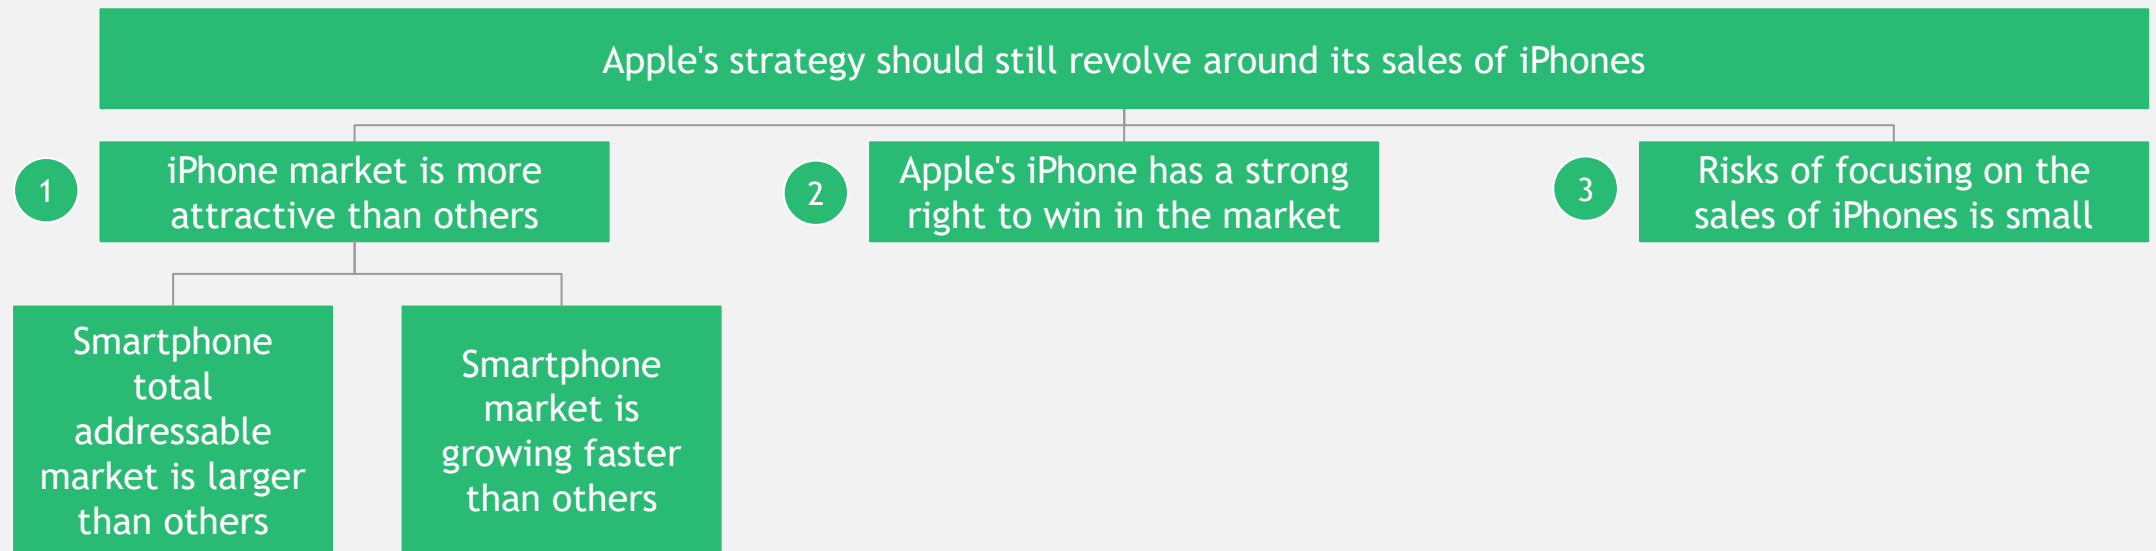 Apple's strategy should still revolve around its sales of iPhones
1
iPhone market is more
attractive than others
2
Apple's iPhone has a strong
right to win in the market
3
Risks of focusing on the
sales of iPhones is small
Smartphone
total
addressable
market is larger
than others
Smartphone
market is
growing faster
than others